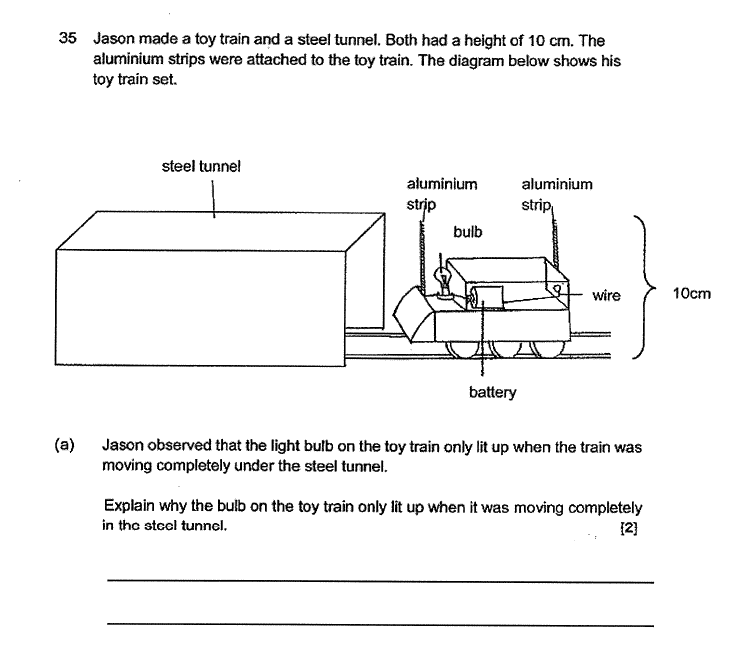 35 Jason made a toy train and a steel tunnel. Both had a height of 10 cm. The
aluminium strips were attached to the toy train. The diagram below shows his
toy train set.
steel tunnel
aluminium
strip
aluminium
strip
bulb
wire
10cm
battery
(a) Jason observed that the light bulb on the toy train only lit up when the train was
moving completely under the steel tunnel.
Explain why the bulb on the toy train only lit up when it was moving completely
in the steel tunnel. [2]